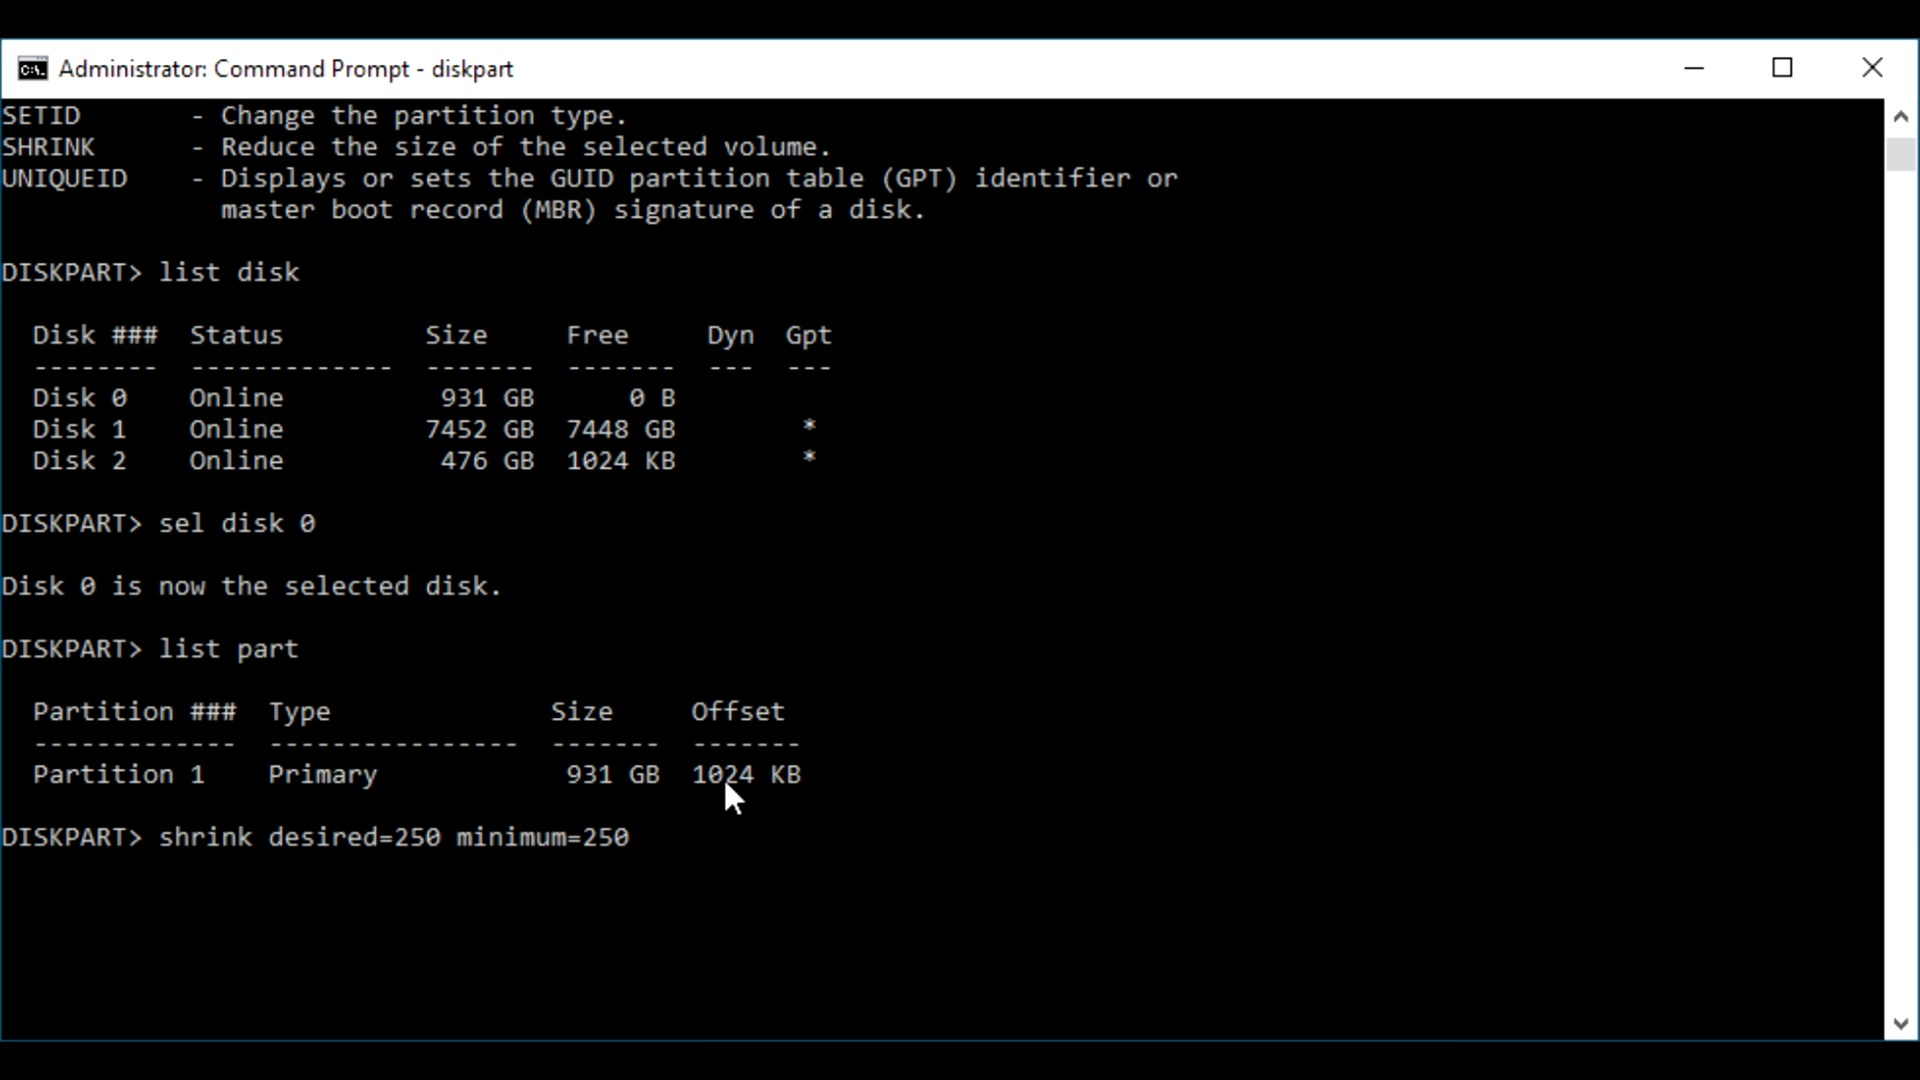 Administrator: Command Prompt - diskpart
SETID       - Change the partition type.
SHRINK      - Reduce the size of the selected volume.
UNIQUEID    - Displays or sets the GUID partition table (GPT) identifier or
              master boot record (MBR) signature of a disk.
DISKPART> list disk
  Disk ###  Status         Size     Free     Dyn  Gpt
  --------  -------------  -------  -------  ---  ---
  Disk 0    Online          931 GB      0 B
  Disk 1    Online         7452 GB  7448 GB        *
  Disk 2    Online          476 GB  1024 KB        *
DISKPART> sel disk 0
Disk 0 is now the selected disk.
DISKPART> list part
  Partition ###  Type              Size     Offset
  -------------  ----------------  -------  -------
  Partition 1    Primary            931 GB  1024 KB
DISKPART> shrink desired=250 minimum=250